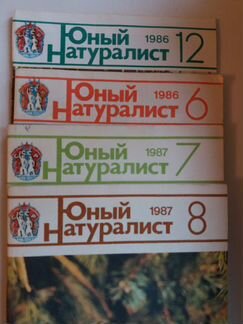 Юный 1986 12
Натуралист
Юный 1986 6
Натуралист
Юный 1987 7
Натуралист
Юный 1987 8
Натуралист